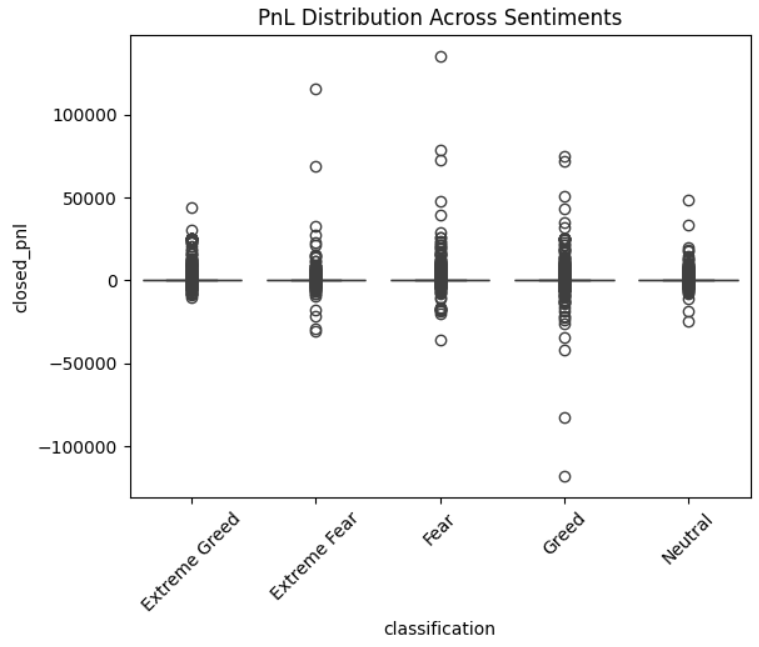 PnL Distribution Across Sentiments
closed_pnl
100000
50000
0
−50000
−100000
Extreme Greed
Extreme Fear
Fear
Greed
Neutral
classification